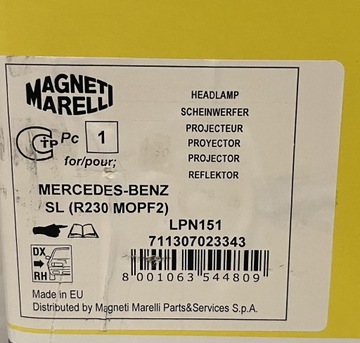 MAGNETI
MARELLI
HEADLAMP
SCHEINWERFER
PROJECTEUR
PROYECTOR
PROJECTOR
REFLEKTOR
СТР Pc 1
for/pour;
MERCEDES-BENZ
SL (R230 MOPF2)
LPN151
711307023343
DX
RH
8 001063 544809
Made in EU
Distributed by Magneti Marelli Parts&Services S.p.A.